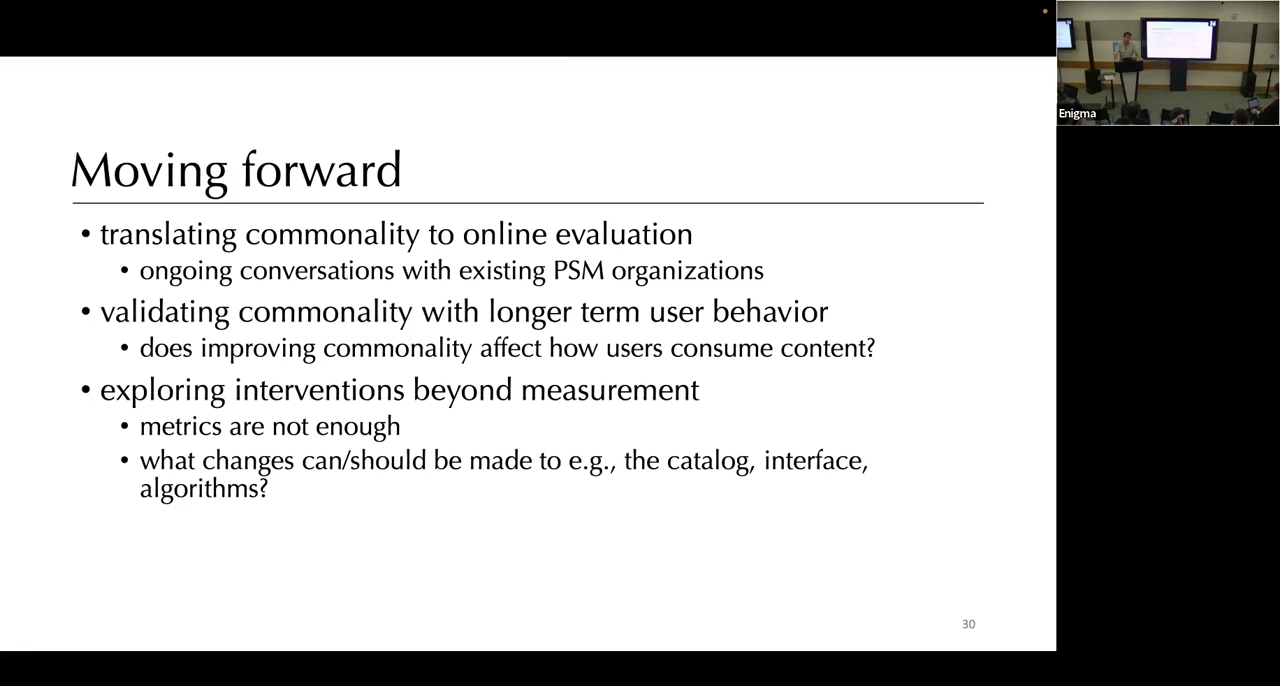 Moving forward
• translating commonality to online evaluation
• ongoing conversations with existing PSM organizations
• validating commonality with longer term user behavior
• does improving commonality affect how users consume content?
• exploring interventions beyond measurement
• metrics are not enough
• what changes can/should be made to e.g., the catalog, interface,
algorithms?
30
Enigma